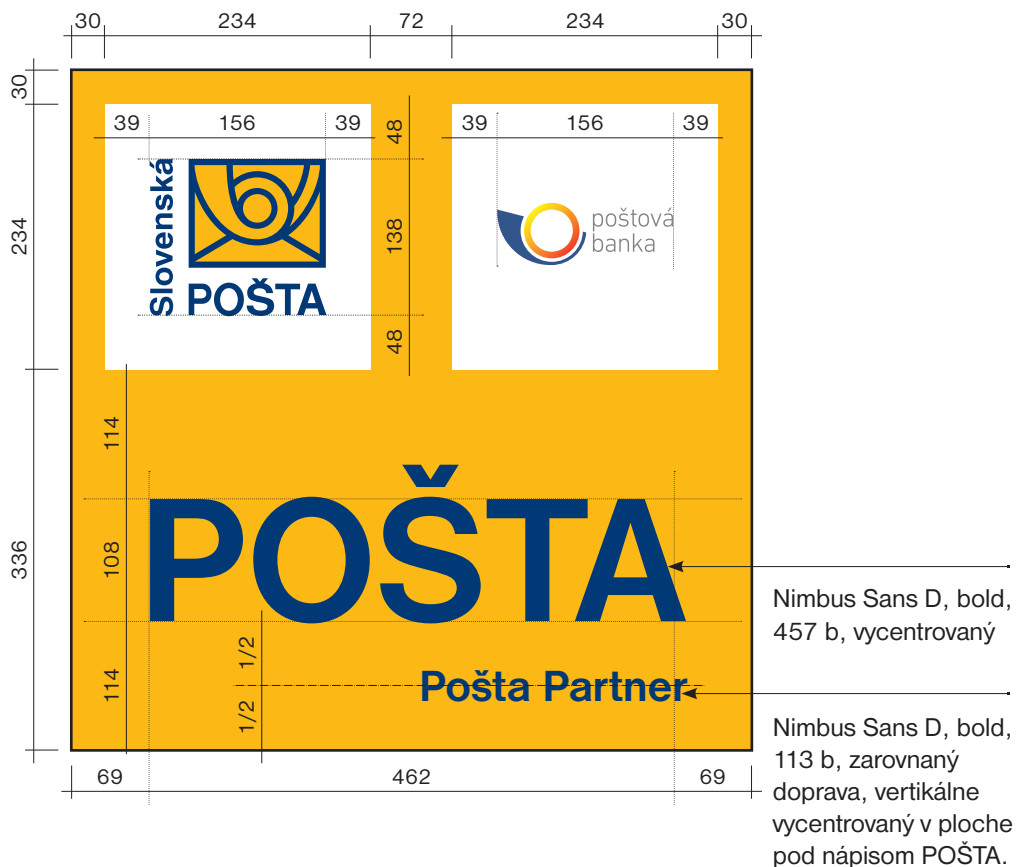 30 234 72 234 30
30
39 156 39
48
39 156 39
234
Slovenská
POŠTA
138
poštová
banka
48
114
336
108
POŠTA
Nimbus Sans D, bold,
457 b, vycentrovaný
114
1/2
1/2
Pošta Partner
Nimbus Sans D, bold,
113 b, zarovnaný
doprava, vertikálne
vycentrovaný v ploche
pod nápisom POŠTA.
69 462 69